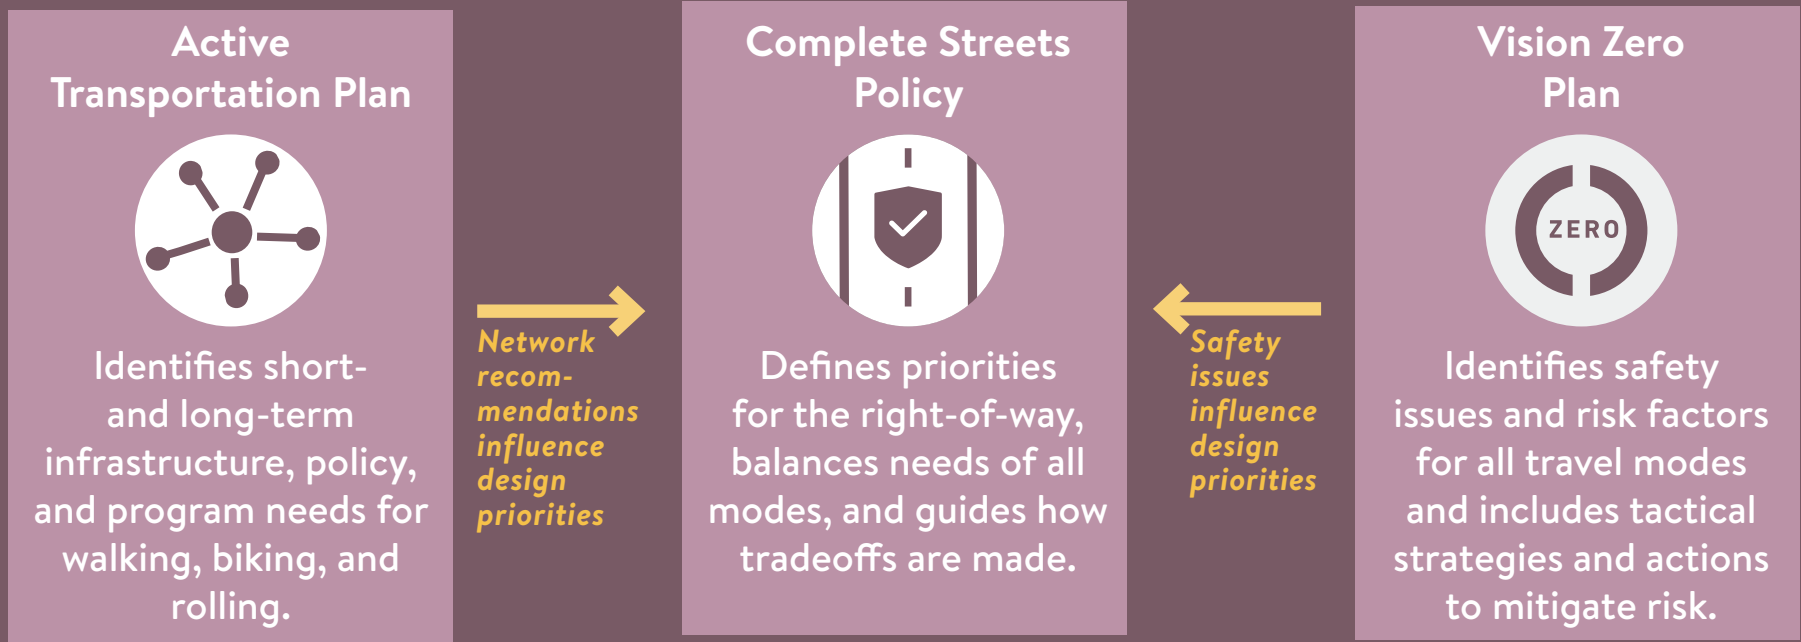 Active
Transportation Plan
Identifies short-
and long-term
infrastructure, policy,
and program needs for
walking, biking, and
rolling.
Network
recom-
mendations
influence
design
priorities
Complete Streets
Policy
Defines priorities
for the right-of-way,
balances needs of all
modes, and guides how
tradeoffs are made.
Safety
issues
influence
design
priorities
Vision Zero
Plan
ZERO
Identifies safety
issues and risk factors
for all travel modes
and includes tactical
strategies and actions
to mitigate risk.